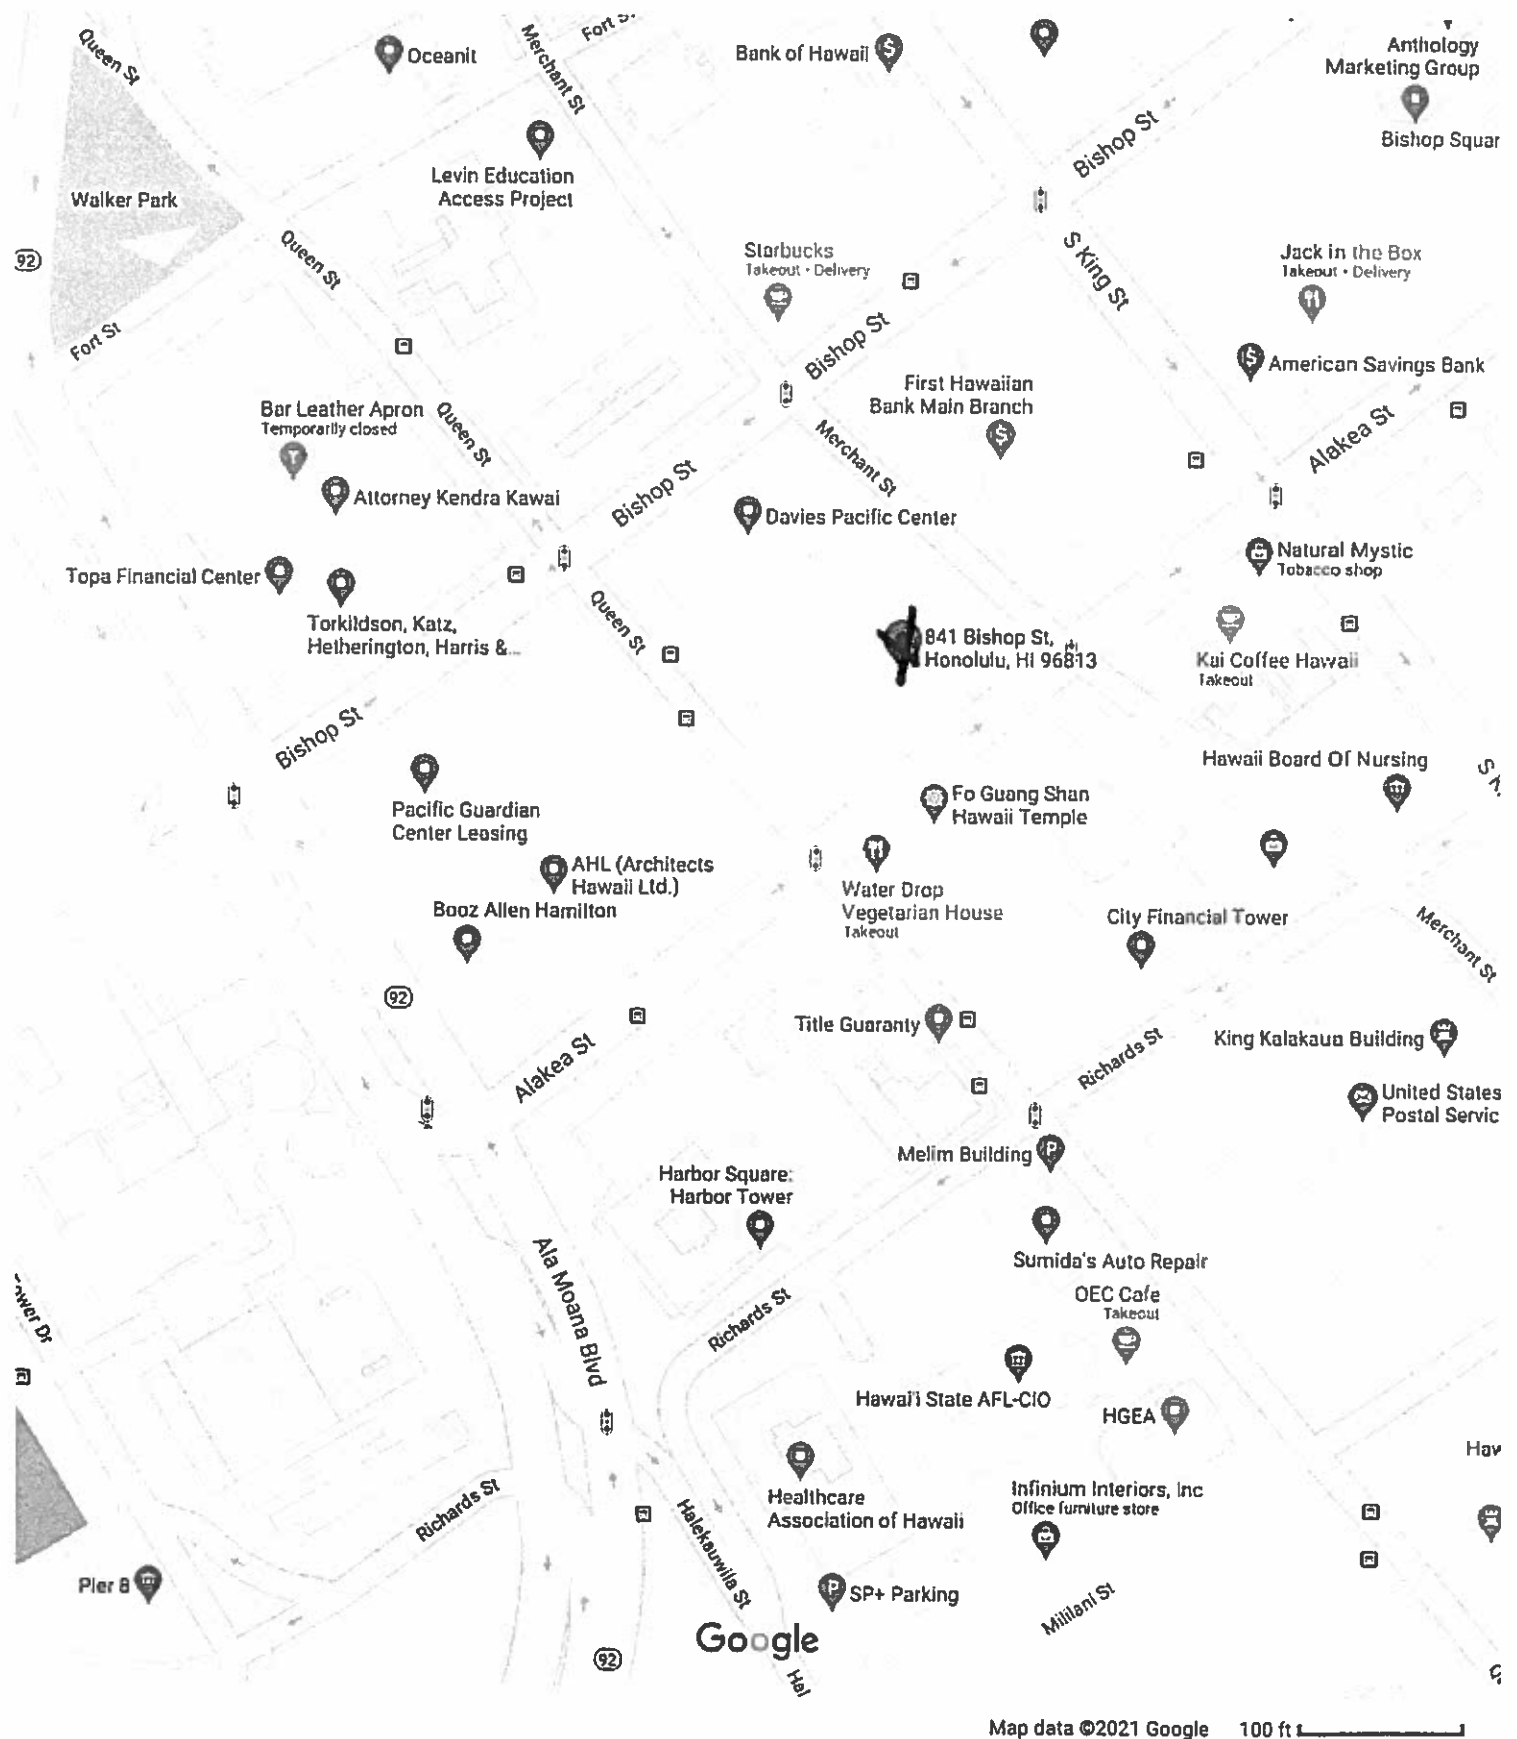 Fort St
Queen St
Merchant St
Oceanit
Bank of Hawaii
Anthology
Marketing Group
Bishop Squar
Bishop St
Levin Education
Access Project
Walker Park
92
Queen St
Starbucks
Takeout • Delivery
S King St
Jack in the Box
Takeout • Delivery
Fort St
Bishop St
American Savings Bank
First Hawaiian
Bank Main Branch
Bar Leather Apron
Temporarily closed
Queen St
Merchant St
Alakea St
Attorney Kendra Kawai
Bishop St
Davies Pacific Center
Natural Mystic
Tobacco shop
Topa Financial Center
Torkildson, Katz,
Hetherington, Harris &...
Queen St
841 Bishop St,
Honolulu, HI 96813
Kai Coffee Hawaii
Takeout
Bishop St
Hawaii Board Of Nursing
Pacific Guardian
Center Leasing
Fo Guang Shan
Hawaii Temple
AHL (Architects
Hawaii Ltd.)
Booz Allen Hamilton
Water Drop
Vegetarian House
Takeout
City Financial Tower
Merchant St
92
Title Guaranty
Alakea St
Richards St
King Kalakaua Building
United States
Postal Servic
Melim Building
Harbor Square:
Harbor Tower
Sumida's Auto Repair
Ala Moana Blvd
OEC Cafe
Takeout
Richards St
Hawai'i State AFL-CIO
HGEA
Haw
Healthcare
Association of Hawaii
Infinium Interiors, Inc
Office furniture store
Richards St
Halekauwila St
Pier 8
SP+ Parking
Mililani St
Google
92
Hal
Map data ©2021 Google 100 ft